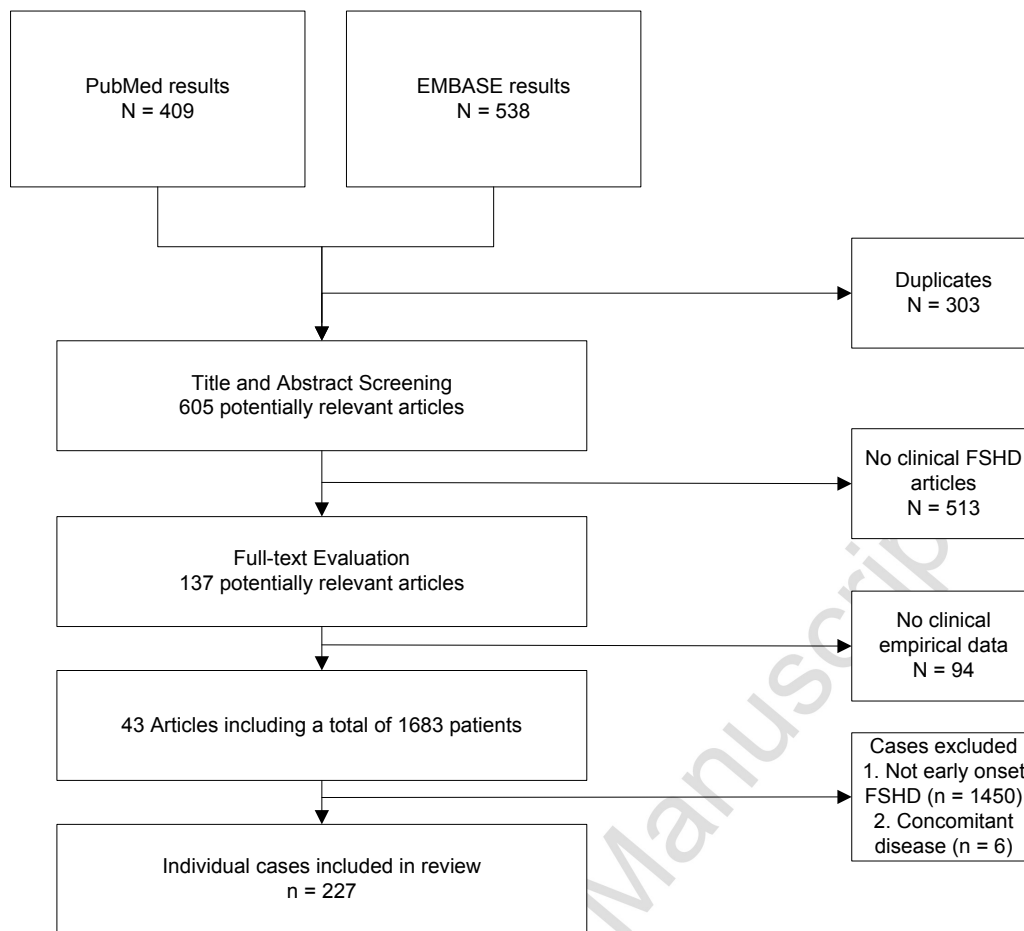 PubMed results
N = 409
EMBASE results
N = 538
Duplicates
N = 303
Title and Abstract Screening
605 potentially relevant articles
No clinical FSHD
articles
N = 513
Full-text Evaluation
137 potentially relevant articles
No clinical
empirical data
N = 94
43 Articles including a total of 1683 patients
Cases excluded
1. Not early onset
FSHD (n = 1450)
2. Concomitant
disease (n = 6)
Individual cases included in review
n = 227
Manuscrip